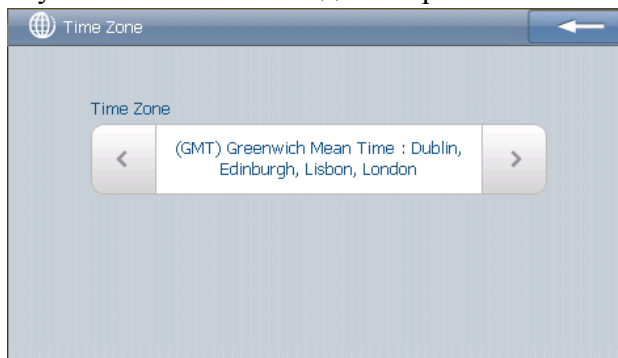 Time Zone
Time Zone
(GMT) Greenwich Mean Time : Dublin,
Edinburgh, Lisbon, London